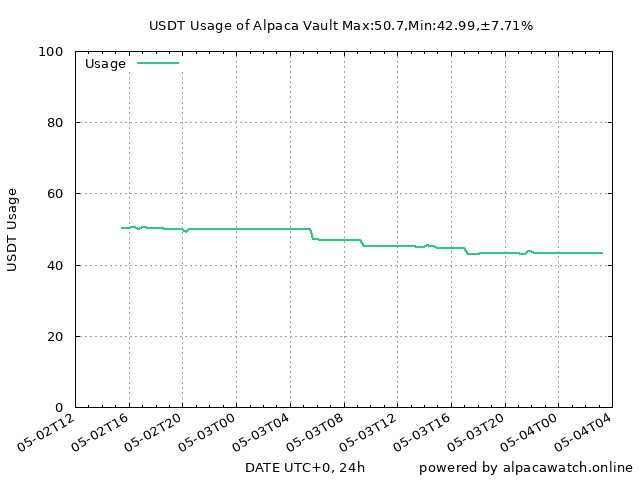 USDT Usage of Alpaca Vault Max:50.7,Min:42.99,±7.71%
100
80
60
40
20
0
Usage
USDT Usage
05-02T12
05-02T16
05-02T20
05-03T00
05-03T04
05-03T08
05-03T12
05-03T16
05-03T20
05-04T00
05-04T04
DATE UTC+0, 24h
powered by alpacawatch.online